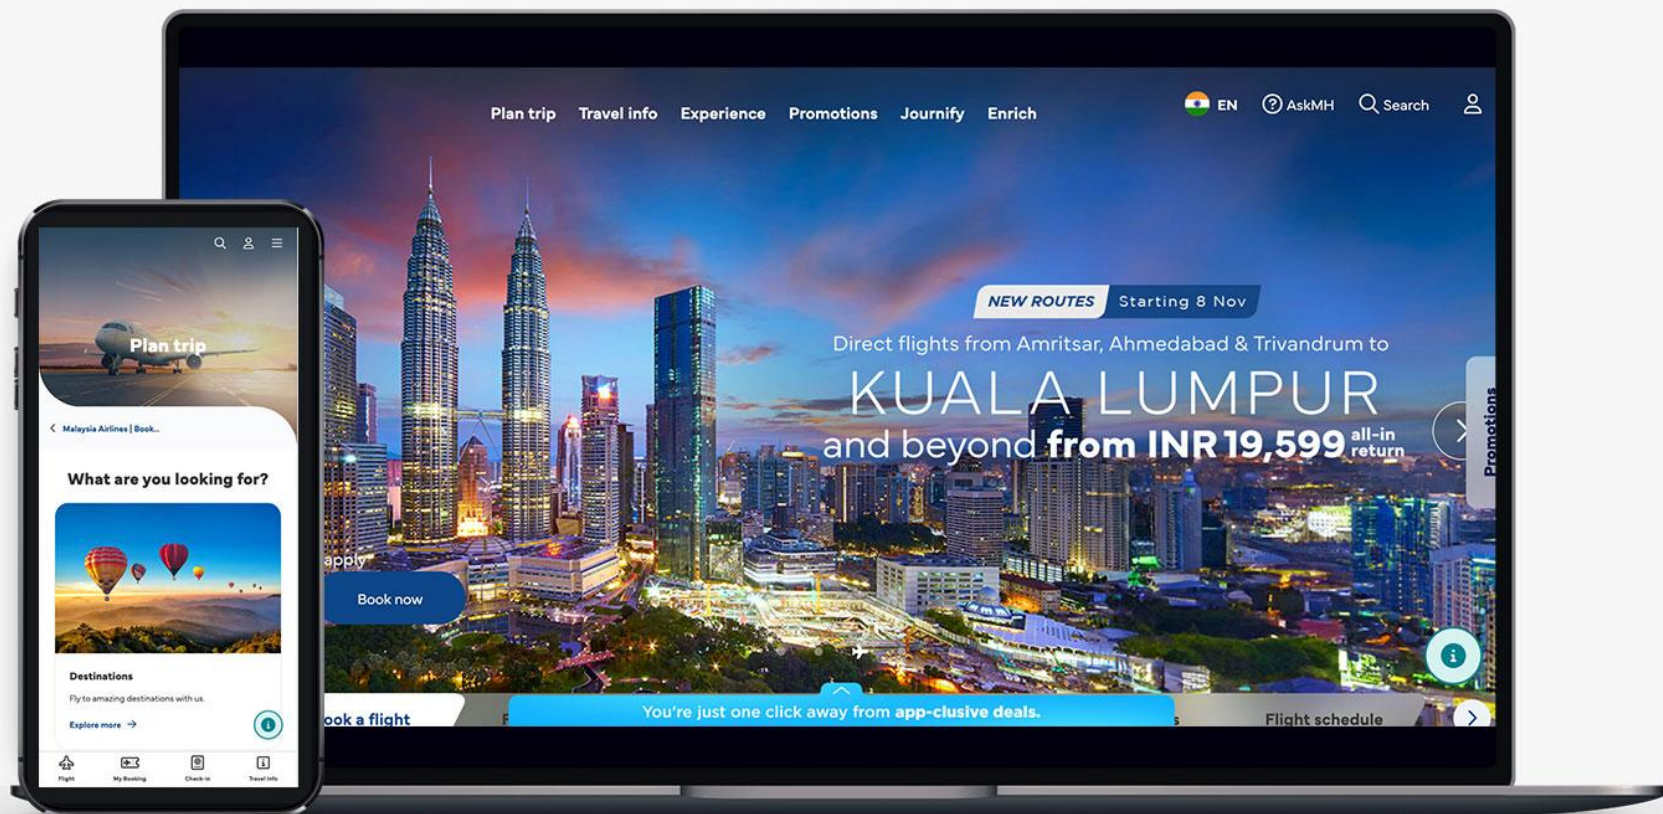 Plan trip Travel info Experience Promotions Journify Enrich
EN AskMH Search
NEW ROUTES Starting 8 Nov
Direct flights from Amritsar, Ahmedabad & Trivandrum to
KUALA LUMPUR
and beyond from INR 19,599 all-in return
Promotions
apply
Book now
You're just one click away from app-clusive deals.
ook a flight
Flight schedule
Plan trip
Malaysia Airlines | Book...
What are you looking for?
Destinations
Fly to amazing destinations with us.
Explore more
Flight My Booking Check-in Travel Info